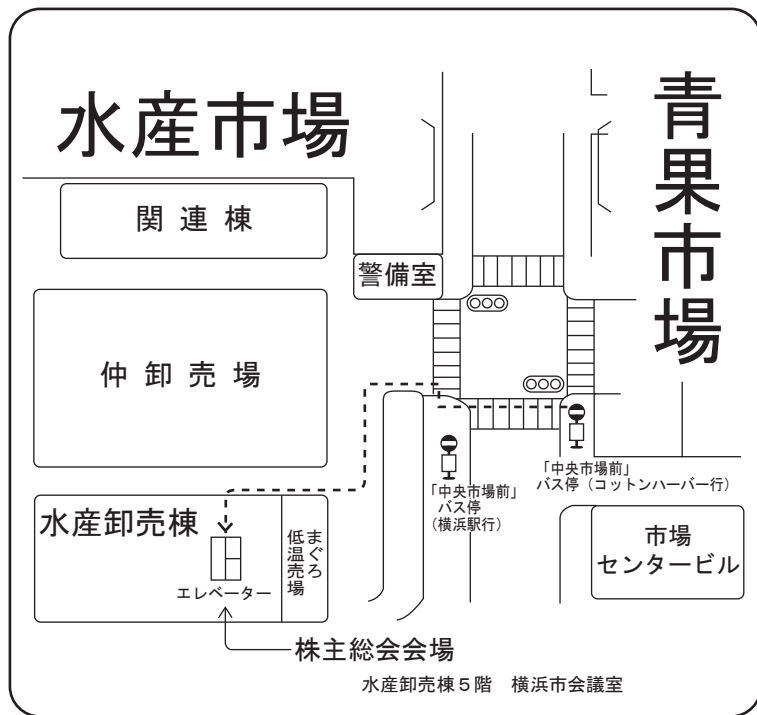 水産市場
青果市場
関連棟
警備室
仲卸売場
「中央市場前」
バス停
(横浜駅行)
「中央市場前」
バス停(コットンハーバー行)
水産卸売棟
まぐろ
低温売場
エレベーター
市場
センタービル
株主総会会場
水産卸売棟5階 横浜市会議室